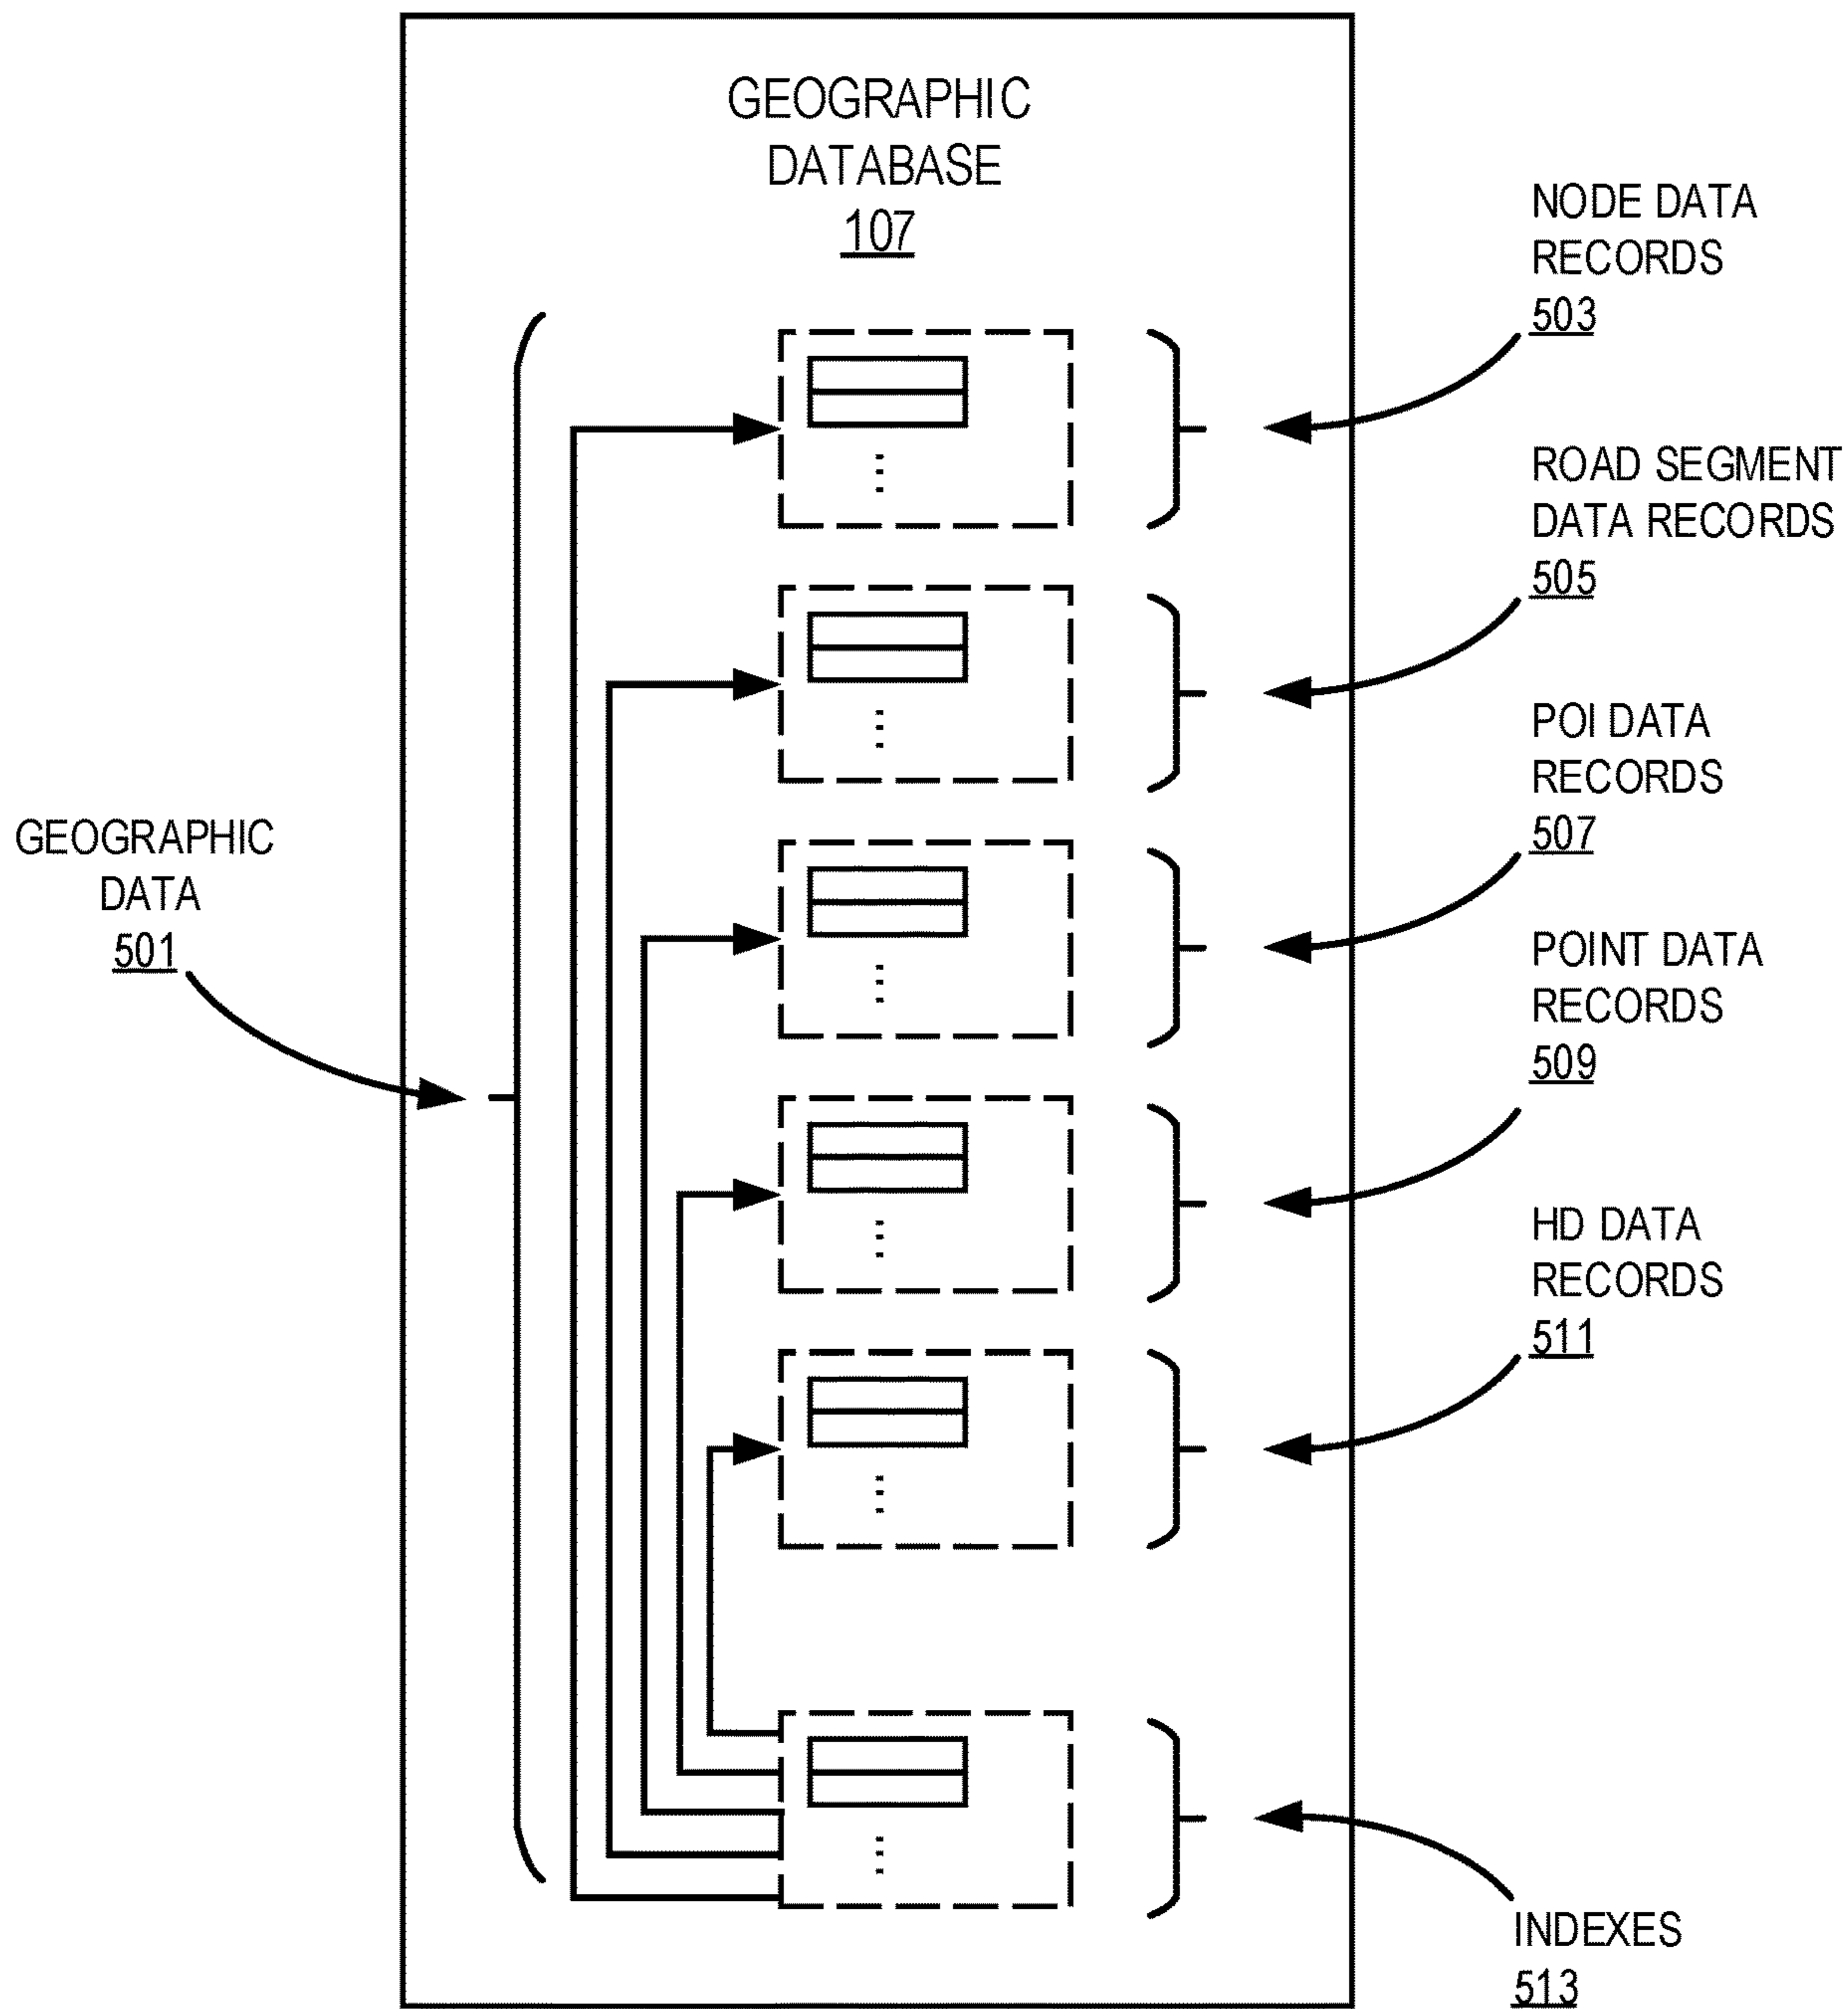 GEOGRAPHIC
DATABASE
107
NODE DATA
RECORDS
503
ROAD SEGMENT
DATA RECORDS
505
POI DATA
RECORDS
507
GEOGRAPHIC
DATA
501
POINT DATA
RECORDS
509
HD DATA
RECORDS
511
INDEXES
513